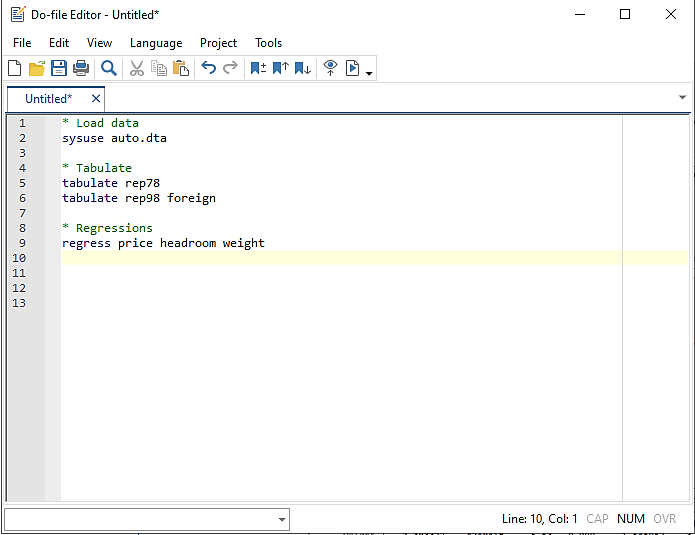 Do-file Editor - Untitled*
File Edit View Language Project Tools
Untitled*
1 * Load data
2 sysuse auto.dta
3
4 * Tabulate
5 tabulate rep78
6 tabulate rep98 foreign
7
8 * Regressions
9 regress price headroom weight
10
11
12
13
Line: 10, Col: 1 CAP NUM OVR